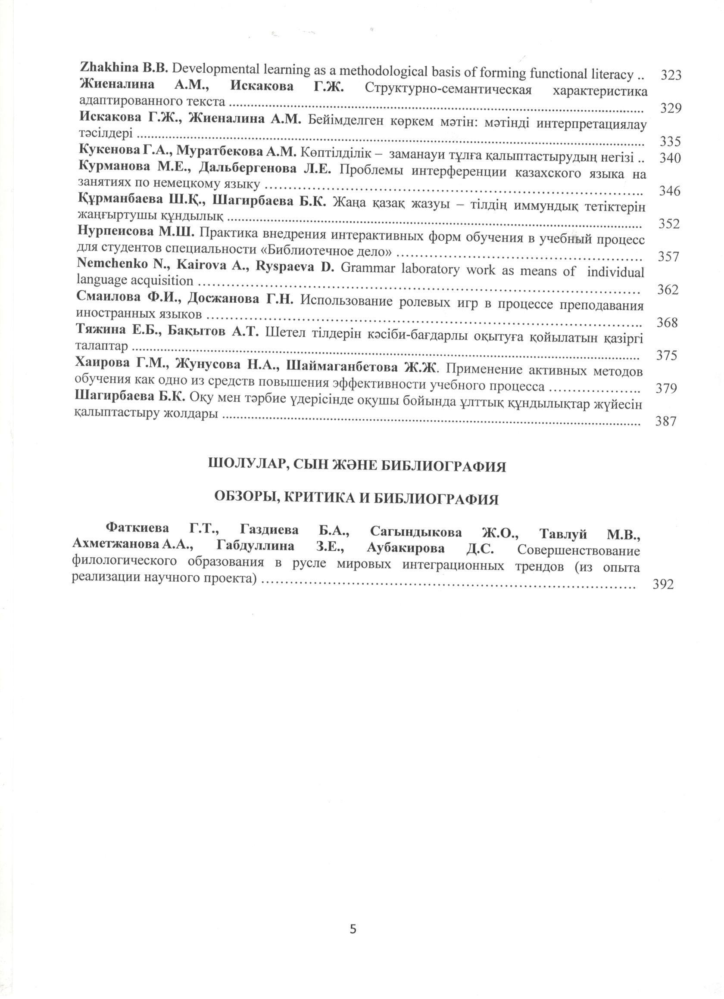 Zhakhina B.B. Developmental learning as a methodological basis of forming functional literacy .. 323
Жиеналина А.М., Искакова Г.Ж. Структурно-семантическая характеристика
адаптированного текста ........ 329
Искакова Г.Ж., Жиеналина А.М. Бейімделген көркем мәтін: мәтінді интерпретациялау
тәсілдері ........ 335
Кукенова Г.А., Муратбекова А.М. Көптілділік – заманауи тұлға қалыптастырудың негізі .. 340
Курманова М.Е., Дальбергенова Л.Е. Проблемы интерференции казахского языка на
занятиях по немецкому языку ........ 346
Құрманбаева Ш.Қ., Шагирбаева Б.К. Жаңа қазақ жазуы – тілдің иммундық тетіктерін
жаңғыртушы құндылық ........ 352
Нурпеисова М.Ш. Практика внедрения интерактивных форм обучения в учебный процесс
для студентов специальности «Библиотечное дело» ........ 357
Nemchenko N., Kairova A., Ryspaeva D. Grammar laboratory work as means of individual
language acquisition ........ 362
Смаилова Ф.И., Досжанова Г.Н. Использование ролевых игр в процессе преподавания
иностранных языков ........ 368
Тяжина Е.Б., Бақытов А.Т. Шетел тілдерін кәсіби-бағдарлы оқытуға қойылатын қазіргі
талаптар ........ 375
Хаирова Г.М., Жунусова Н.А., Шаймаганбетова Ж.Ж. Применение активных методов
обучения как одно из средств повышения эффективности учебного процесса ........ 379
Шагирбаева Б.К. Оқу мен тәрбие үдерісінде оқушы бойында ұлттық құндылықтар жүйесін
қалыптастыру жолдары ........ 387
ШОЛУЛАР, СЫН ЖӘНЕ БИБЛИОГРАФИЯ
ОБЗОРЫ, КРИТИКА И БИБЛИОГРАФИЯ
Фаткиева Г.Т., Газдиева Б.А., Сагындыкова Ж.О., Тавлуй М.В.,
Ахметжанова А.А., Габдуллина З.Е., Аубакирова Д.С. Совершенствование
филологического образования в русле мировых интеграционных трендов (из опыта
реализации научного проекта) ........ 392
5